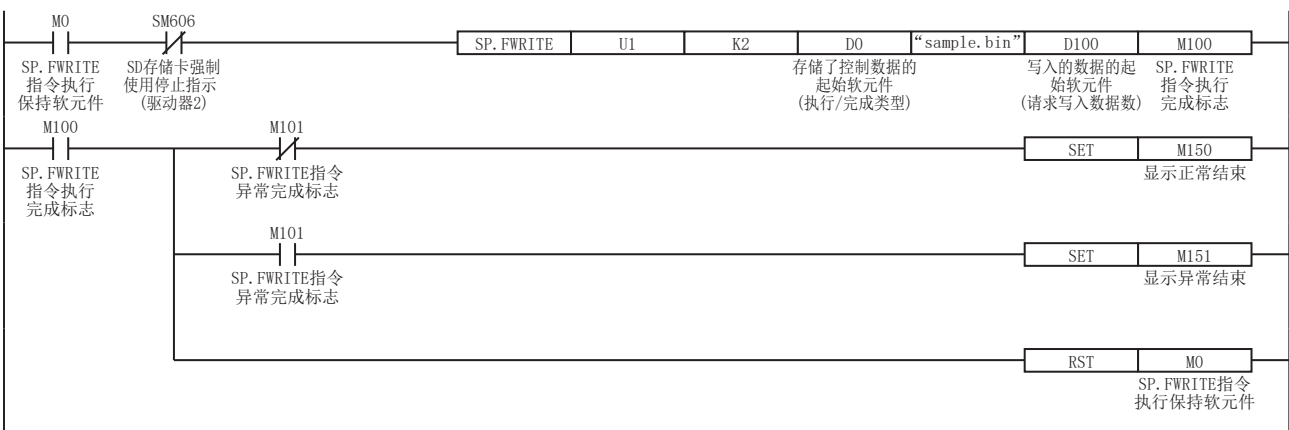 M0 SM606
SP.FWRITE U1 K2 D0 “sample.bin” D100 M100
SP.FWRITE SD存储卡强制 存储了控制数据的 写入的数据的起 SP.FWRITE
指令执行 使用停止指示 起始软元件 始软元件 指令执行
保持软元件 (驱动器2) (执行/完成类型) (请求写入数据数) 完成标志
M100 M101
SET M150
SP.FWRITE SP.FWRITE指令 显示正常结束
指令执行 异常完成标志
完成标志
M101
SET M151
SP.FWRITE指令 显示异常结束
异常完成标志
RST M0
SP.FWRITE指令
执行保持软元件